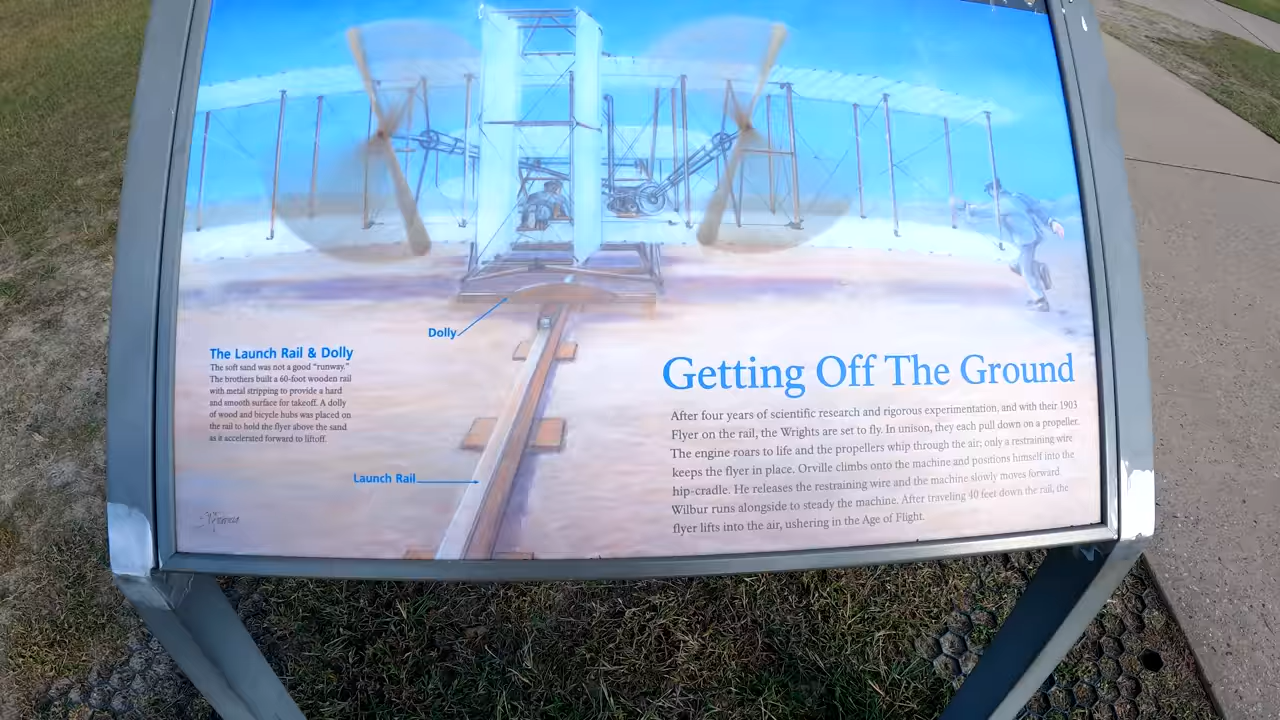 Dolly
The Launch Rail & Dolly
The soft sand was not a good "runway."
The brothers built a 60-foot wooden rail
with metal stripping to provide a hard
and smooth surface for takeoff. A dolly
of wood and bicycle hubs was placed on
the rail to hold the flyer above the sand
as it accelerated forward to liftoff.
Launch Rail
Getting Off The Ground
After four years of scientific research and rigorous experimentation, and with their 1903
Flyer on the rail, the Wrights are set to fly. In unison, they each pull down on a propeller.
The engine roars to life and the propellers whip through the air; only a restraining wire
keeps the flyer in place. Orville climbs onto the machine and positions himself into the
hip-cradle. He releases the restraining wire and the machine slowly moves forward
Wilbur runs alongside to steady the machine. After traveling 40 feet down the rail, the
flyer lifts into the air, ushering in the Age of Flight.